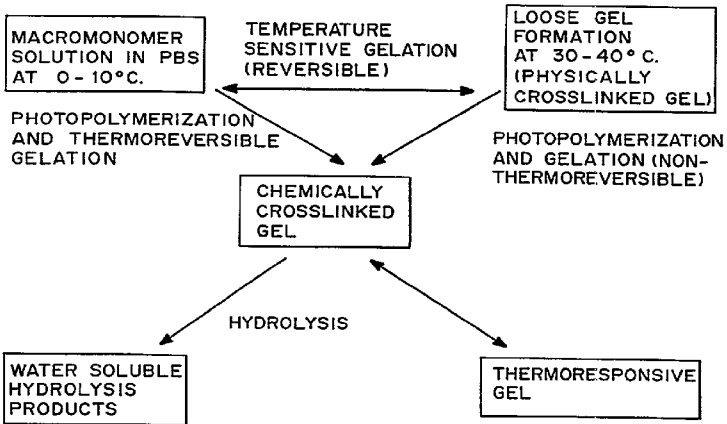 MACROMONOMER
SOLUTION IN PBS
AT 0-10°C.
TEMPERATURE
SENSITIVE GELATION
(REVERSIBLE)
LOOSE GEL
FORMATION
AT 30-40°C.
(PHYSICALLY
CROSSLINKED GEL)
PHOTOPOLYMERIZATION
AND THERMOREVERSIBLE
GELATION
PHOTOPOLYMERIZATION
AND GELATION (NON-
THERMOREVERSIBLE)
CHEMICALLY
CROSSLINKED
GEL
HYDROLYSIS
WATER SOLUBLE
HYDROLYSIS
PRODUCTS
THERMORESPONSIVE
GEL